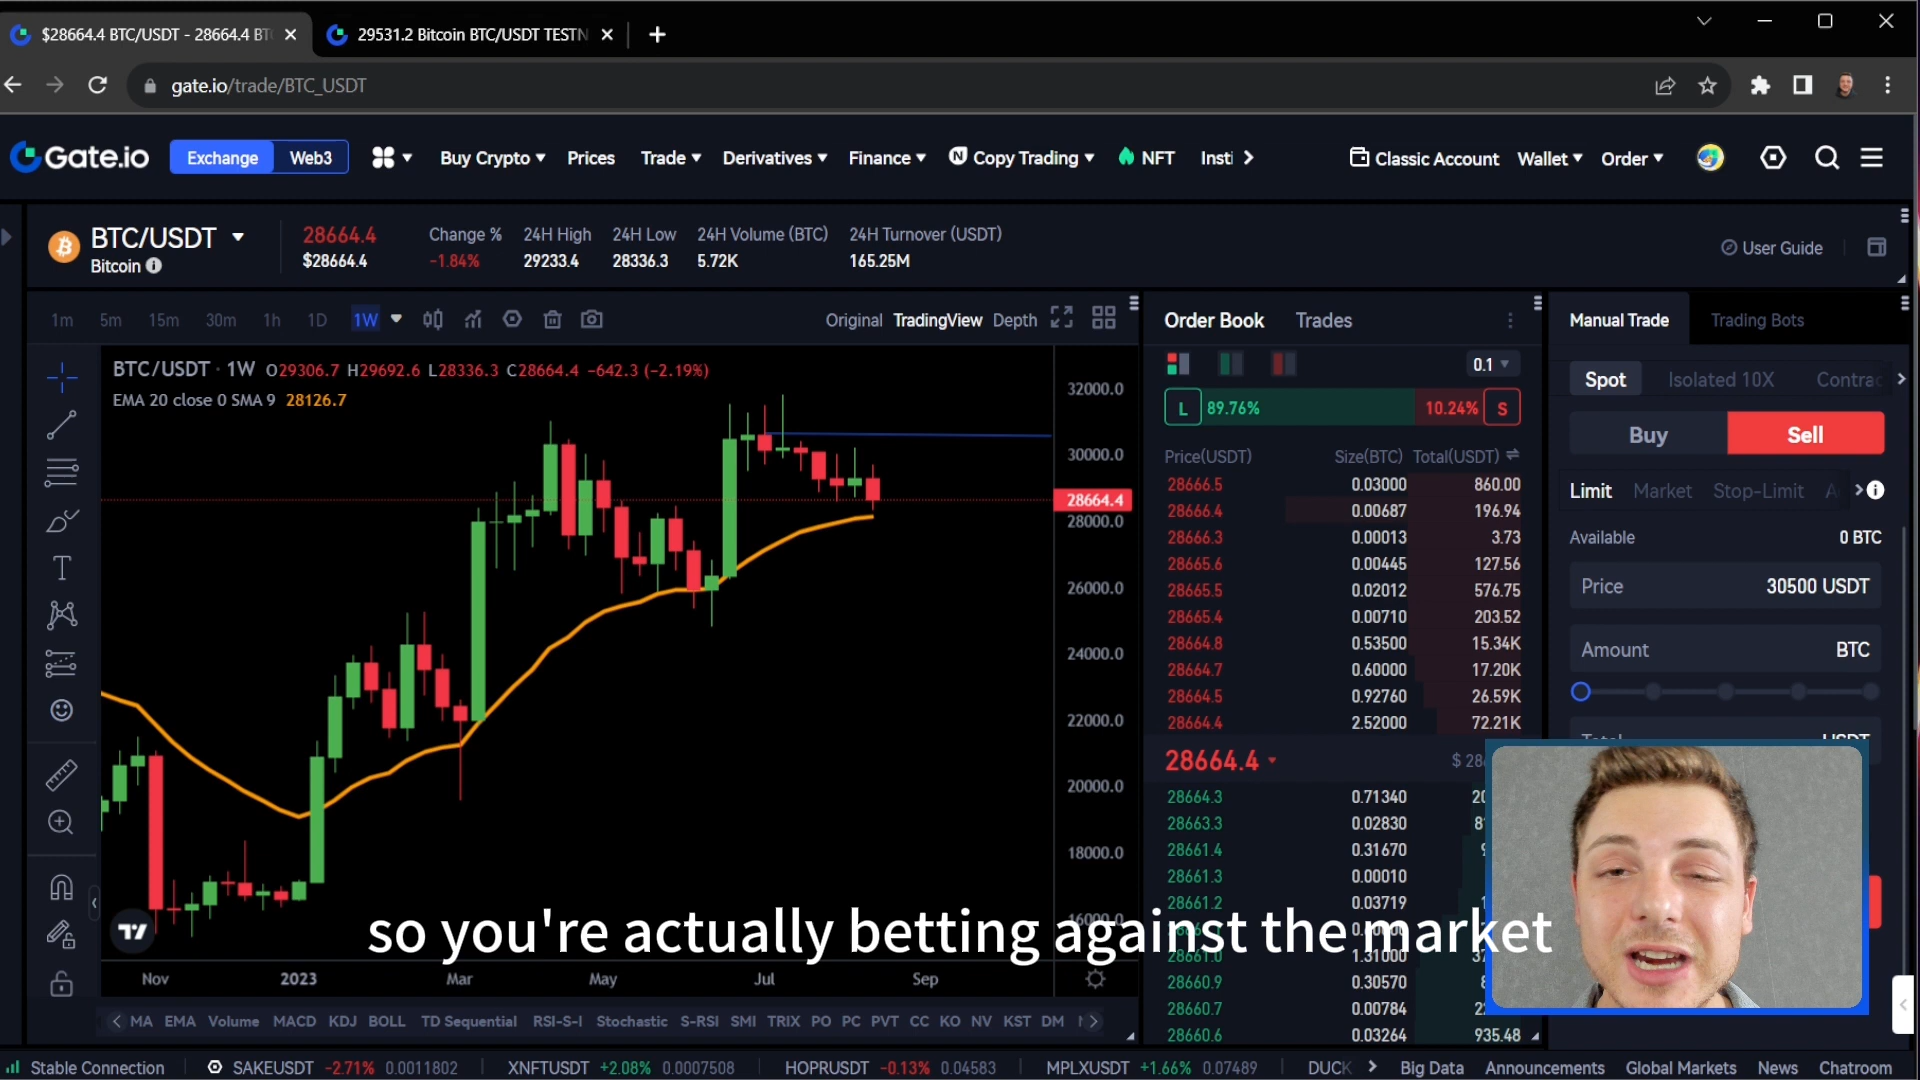 $28664.4 BTC/USDT - 28664.4 BT
29531.2 Bitcoin BTC/USDT TESTN
gate.io/trade/BTC_USDT
Gate.io
Exchange
Web3
Buy Crypto
Prices
Trade
Derivatives
Finance
Copy Trading
NFT
Insti
Classic Account
Wallet
Order
BTC/USDT
Bitcoin
28664.4
$28664.4
Change %
-1.84%
24H High
29233.4
24H Low
28336.3
24H Volume (BTC)
5.72K
24H Turnover (USDT)
165.25M
User Guide
1m 5m 15m 30m 1h 1D 1W
Original TradingView Depth
BTC/USDT · 1W O29306.7 H29692.6 L28336.3 C28664.4 -642.3 (-2.19%)
EMA 20 close 0 SMA 9 28126.7
32000.0
30000.0
28664.4
28000.0
26000.0
24000.0
22000.0
20000.0
18000.0
16000.0
Nov 2023 Mar May Jul Sep
MA EMA Volume MACD KDJ BOLL TD Sequential RSI-S-I Stochastic S-RSI SMI TRIX PO PC PVT CC KO NV KST DM
Order Book Trades
0.1
L 89.76% 10.24% S
Price(USDT) Size(BTC) Total(USDT)
28666.5 0.03000 860.00
28666.4 0.00687 196.94
28666.3 0.00013 3.73
28665.6 0.00445 127.56
28665.5 0.02012 576.75
28665.4 0.00710 203.52
28664.8 0.53500 15.34K
28664.7 0.60000 17.20K
28664.5 0.92760 26.59K
28664.4 2.52000 72.21K
28664.4 $ 28
28664.3 0.71340 20
28663.3 0.02830 8
28661.4 0.31670
28661.3 0.00010
28661.2 0.03719
28661.0 1.31000 37
28660.9 0.30570 8
28660.7 0.00784 22
28660.6 0.03264 935.48
Manual Trade Trading Bots
Spot Isolated 10X Contrac
Buy Sell
Limit Market Stop-Limit A
Available 0 BTC
Price 30500 USDT
Amount BTC
Total USDT
so you're actually betting against the market
Stable Connection
SAKEUSDT -2.71% 0.0011802
XNFTUSDT +2.08% 0.0007508
HOPRUSDT -0.13% 0.04583
MPLXUSDT +1.66% 0.07489
DUCK
Big Data
Announcements
Global Markets
News
Chatroom